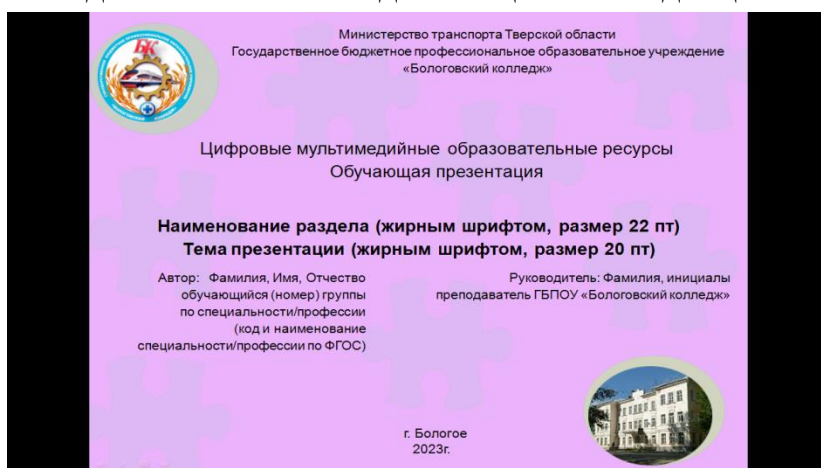 Министерство транспорта Тверской области
Государственное бюджетное профессиональное образовательное учреждение
«Бологовский колледж»
БК
Цифровые мультимедийные образовательные ресурсы
Обучающая презентация
Наименование раздела (жирным шрифтом, размер 22 пт)
Тема презентации (жирным шрифтом, размер 20 пт)
Автор: Фамилия, Имя, Отчество
обучающийся (номер) группы
по специальности/профессии
(код и наименование
специальности/профессии по ФГОС)
Руководитель: Фамилия, инициалы
преподаватель ГБПОУ «Бологовский колледж»
г. Бологое
2023г.